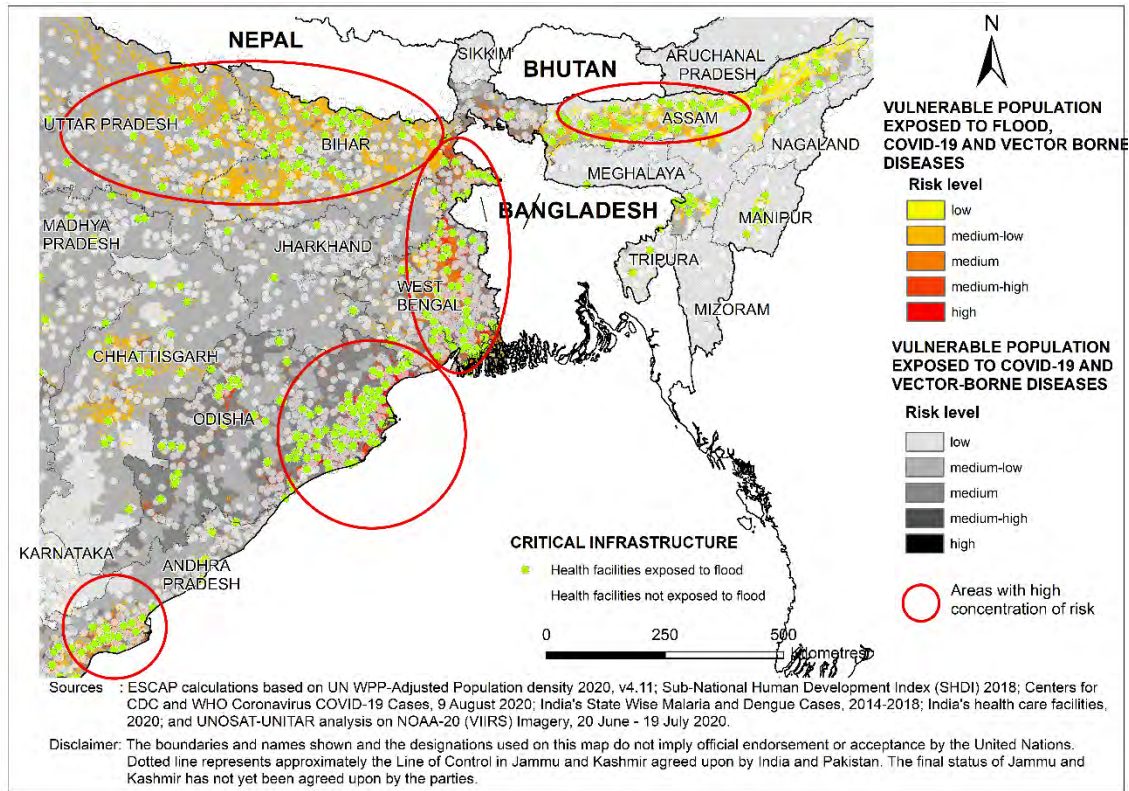 NEPAL
SIKKIM
BHUTAN
ARUCHANAL
PRADESH
UTTAR PRADESH
BIHAR
ASSAM
NAGALAND
MEGHALAYA
MADHYA
PRADESH
JHARKHAND
BANGLADESH
MANIPUR
TRIPURA
WEST
BENGAL
MIZORAM
CHHATTISGARH
ODISHA
KARNATAKA
ANDHRA
PRADESH
CRITICAL INFRASTRUCTURE
Health facilities exposed to flood
Health facilities not exposed to flood
0 250 500
kilometres
N
VULNERABLE POPULATION
EXPOSED TO FLOOD,
COVID-19 AND VECTOR BORNE
DISEASES
Risk level
low
medium-low
medium
medium-high
high
VULNERABLE POPULATION
EXPOSED TO COVID-19 AND
VECTOR-BORNE DISEASES
Risk level
low
medium-low
medium
medium-high
high
Areas with high
concentration of risk
Sources : ESCAP calculations based on UN WPP-Adjusted Population density 2020, v4.11; Sub-National Human Development Index (SHDI) 2018; Centers for
CDC and WHO Coronavirus COVID-19 Cases, 9 August 2020; India's State Wise Malaria and Dengue Cases, 2014-2018; India's health care facilities,
2020; and UNOSAT-UNITAR analysis on NOAA-20 (VIIRS) Imagery, 20 June - 19 July 2020.
Disclaimer: The boundaries and names shown and the designations used on this map do not imply official endorsement or acceptance by the United Nations.
Dotted line represents approximately the Line of Control in Jammu and Kashmir agreed upon by India and Pakistan. The final status of Jammu and
Kashmir has not yet been agreed upon by the parties.